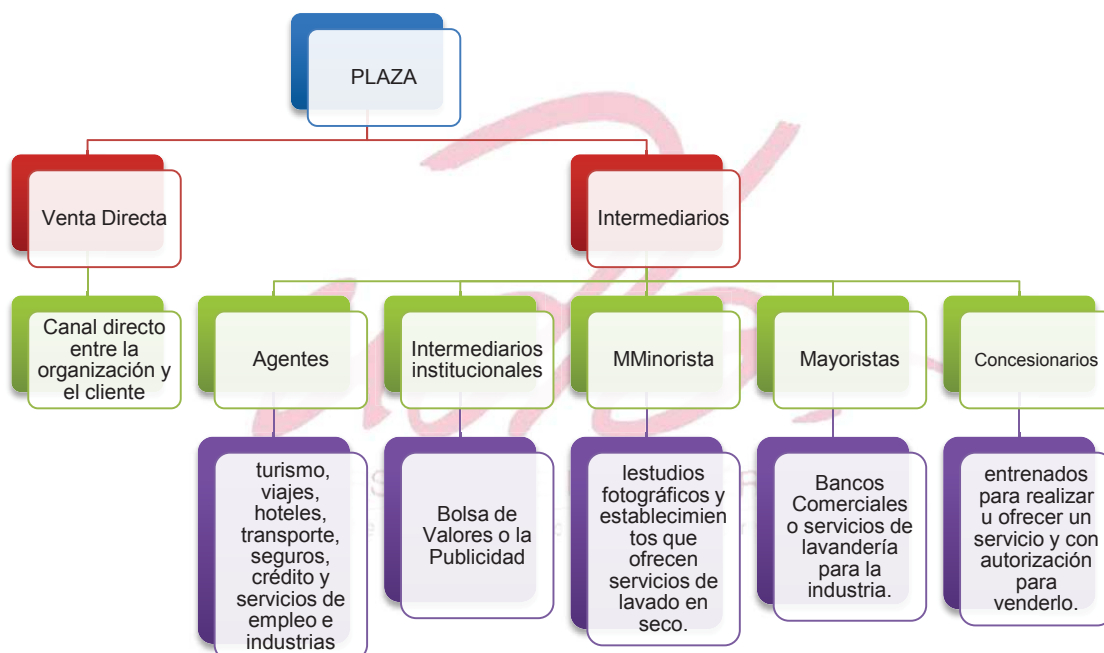 PLAZA
Venta Directa
Intermediarios
Canal directo
entre la
organización y
el cliente
Agentes
Intermediarios
institucionales
MMinorista
Mayoristas
Concesionarios
turismo,
viajes,
hoteles,
transporte,
seguros,
crédito y
servicios de
empleo e
industrias
Bolsa de
Valores o la
Publicidad
lestudios
fotográficos y
establecimien
tos que
ofrecen
servicios de
lavado en
seco.
Bancos
Comerciales
o servicios de
lavandería
para la
industria.
entrenados
para realizar
u ofrecer un
servicio y con
autorización
para
venderlo.